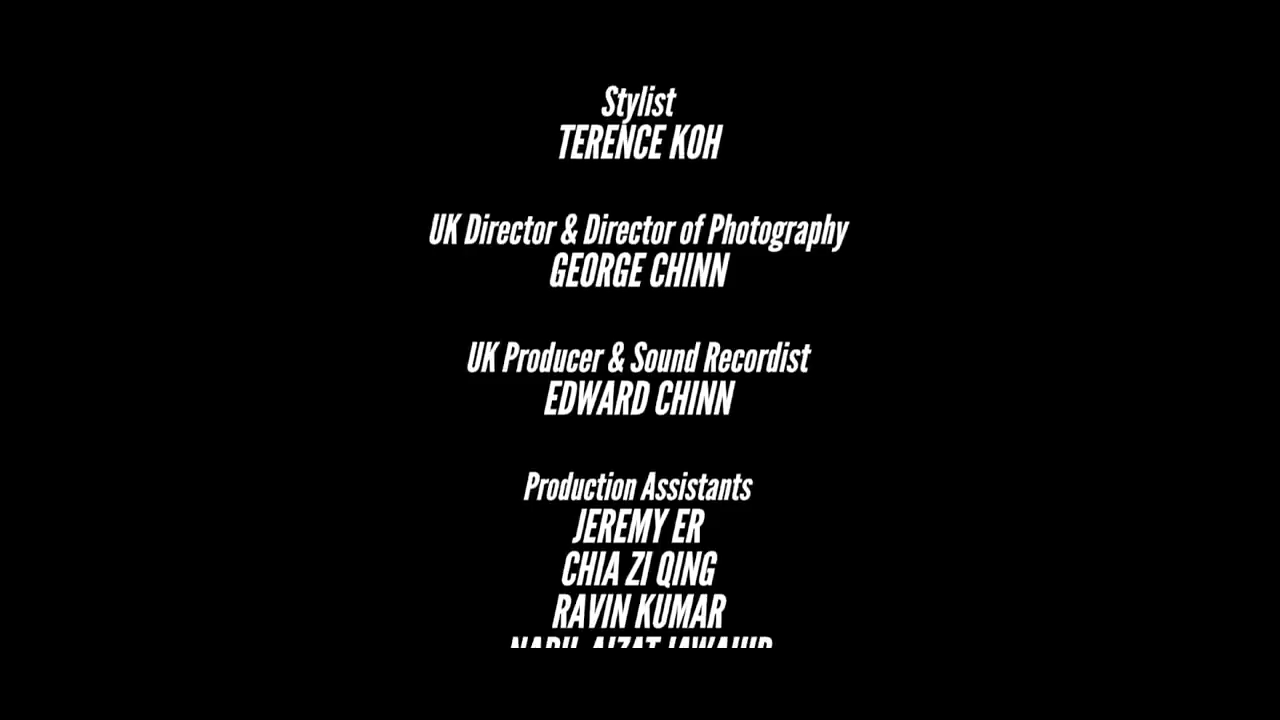 Stylist
TERENCE KOH
UK Director & Director of Photography
GEORGE CHINN
UK Producer & Sound Recordist
EDWARD CHINN
Production Assistants
JEREMY ER
CHIA ZI QING
RAVIN KUMAR